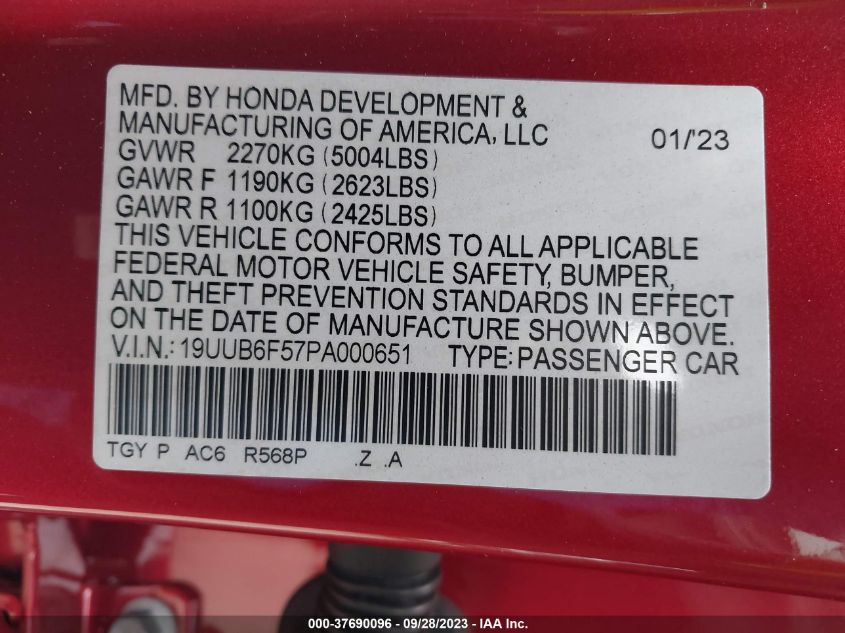 MFD. BY HONDA DEVELOPMENT &
MANUFACTURING OF AMERICA, LLC 01/'23
GVWR 2270KG (5004LBS)
GAWR F 1190KG (2623LBS)
GAWR R 1100KG (2425LBS)
THIS VEHICLE CONFORMS TO ALL APPLICABLE
FEDERAL MOTOR VEHICLE SAFETY, BUMPER,
AND THEFT PREVENTION STANDARDS IN EFFECT
ON THE DATE OF MANUFACTURE SHOWN ABOVE.
V.I.N.: 19UUB6F57PA000651 TYPE: PASSENGER CAR
TGY P AC6 R568P .Z .A
000-37690096 - 09/28/2023 - IAA Inc.